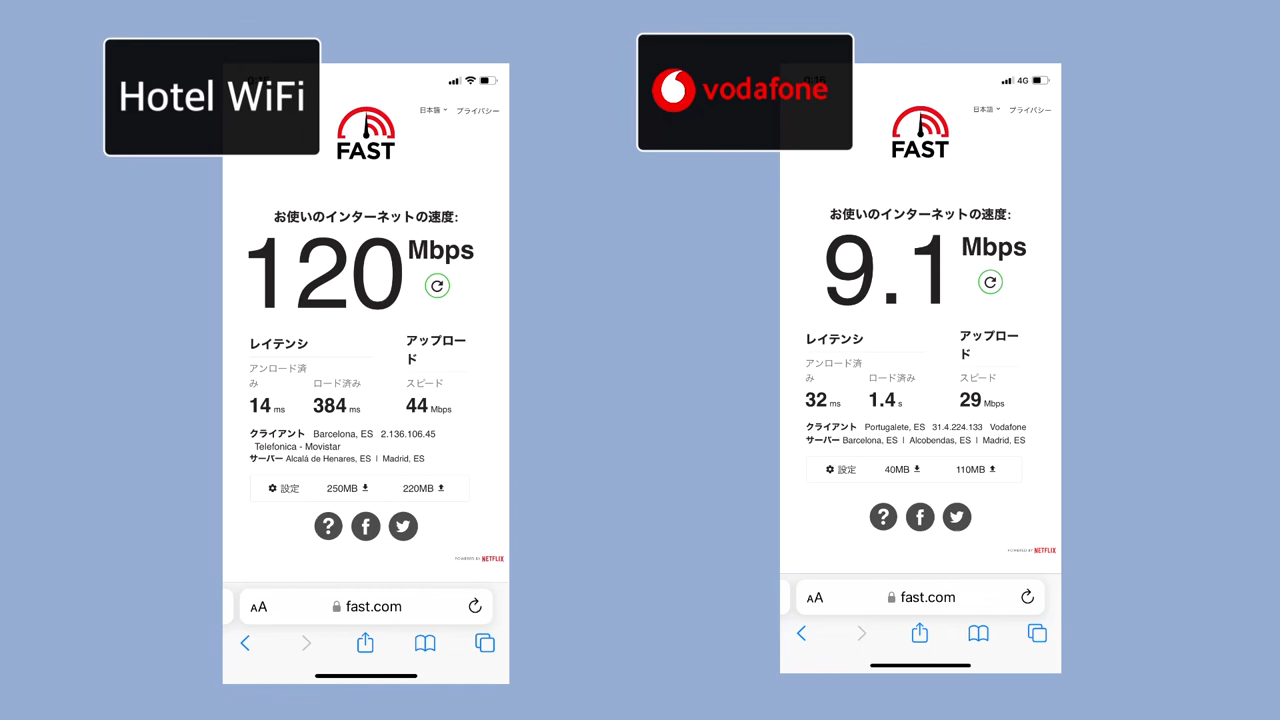 Hotel WiFi
日本語 プライバシー
FAST
お使いのインターネットの速度:
120 Mbps
レイテンシ
アップロード
アンロード済み
ロード済み
スピード
14 ms
384 ms
44 Mbps
クライアント Barcelona, ES 2.136.106.45
Telefonica - Movistar
サーバー Alcalá de Henares, ES | Madrid, ES
設定 250MB 220MB
POWERED BY NETFLIX
AA fast.com
vodafone
4G
日本語 プライバシー
FAST
お使いのインターネットの速度:
9.1 Mbps
レイテンシ
アップロード
アンロード済み
ロード済み
スピード
32 ms
1.4 s
29 Mbps
クライアント Portugalete, ES 31.4.224.133 Vodafone
サーバー Barcelona, ES | Alcobendas, ES | Madrid, ES
設定 40MB 110MB
POWERED BY NETFLIX
AA fast.com